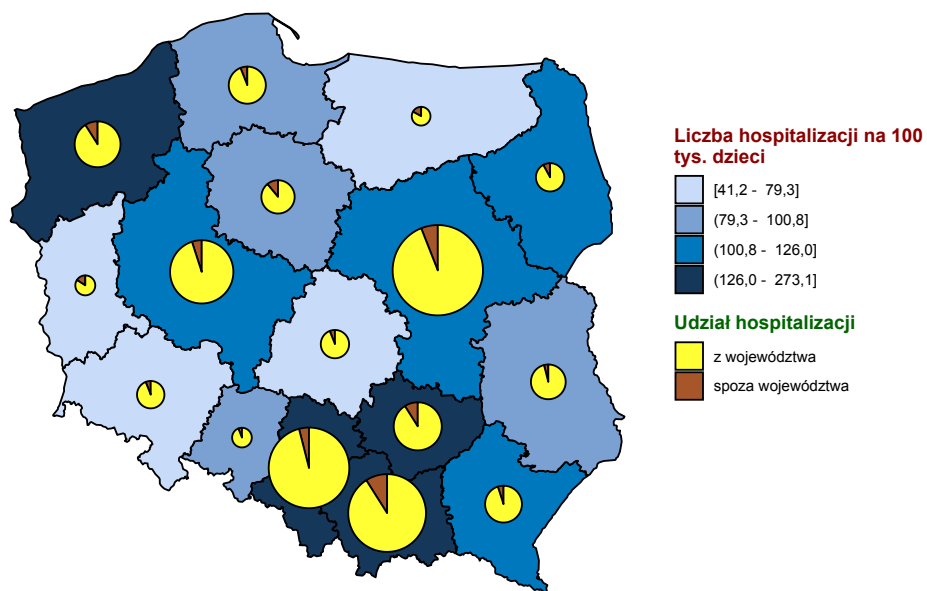 Liczba hospitalizacji na 100
tys. dzieci
[41,2 - 79,3]
(79,3 - 100,8]
(100,8 - 126,0]
(126,0 - 273,1]
Udział hospitalizacji
z województwa
spoza województwa